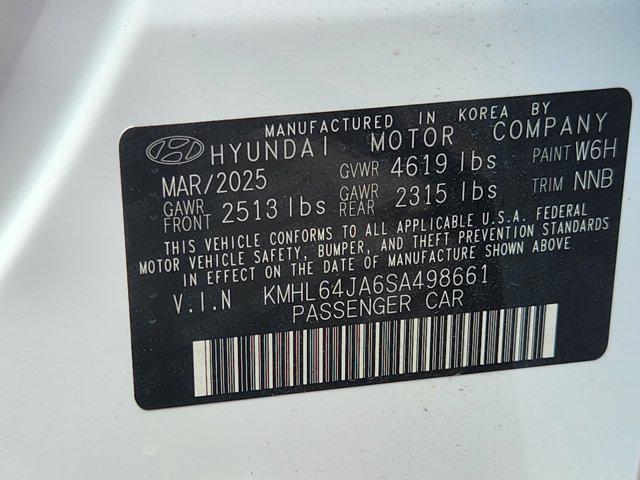 MANUFACTURED IN KOREA BY
HYUNDAI MOTOR COMPANY
MAR/2025 GVWR 4619 lbs PAINT W6H
GAWR FRONT 2513 lbs GAWR REAR 2315 lbs TRIM NNB
THIS VEHICLE CONFORMS TO ALL APPLICABLE U.S.A. FEDERAL
MOTOR VEHICLE SAFETY, BUMPER, AND THEFT PREVENTION STANDARDS
IN EFFECT ON THE DATE OF MANUFACTURE SHOWN ABOVE
V.I.N KMHL64JA6SA498661
PASSENGER CAR